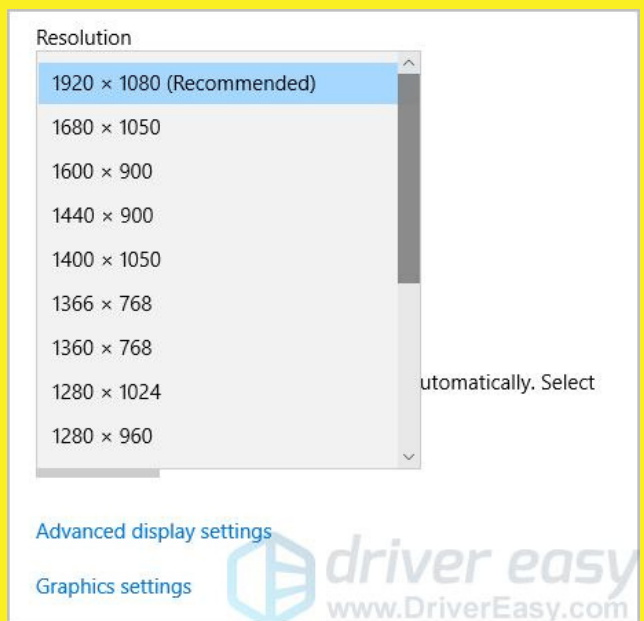 Resolution
1920 × 1080 (Recommended)
1680 × 1050
1600 × 900
1440 × 900
1400 × 1050
1366 × 768
1360 × 768
1280 × 1024
utomatically. Select
1280 × 960
Advanced display settings
Graphics settings
driver easy
www.DriverEasy.com